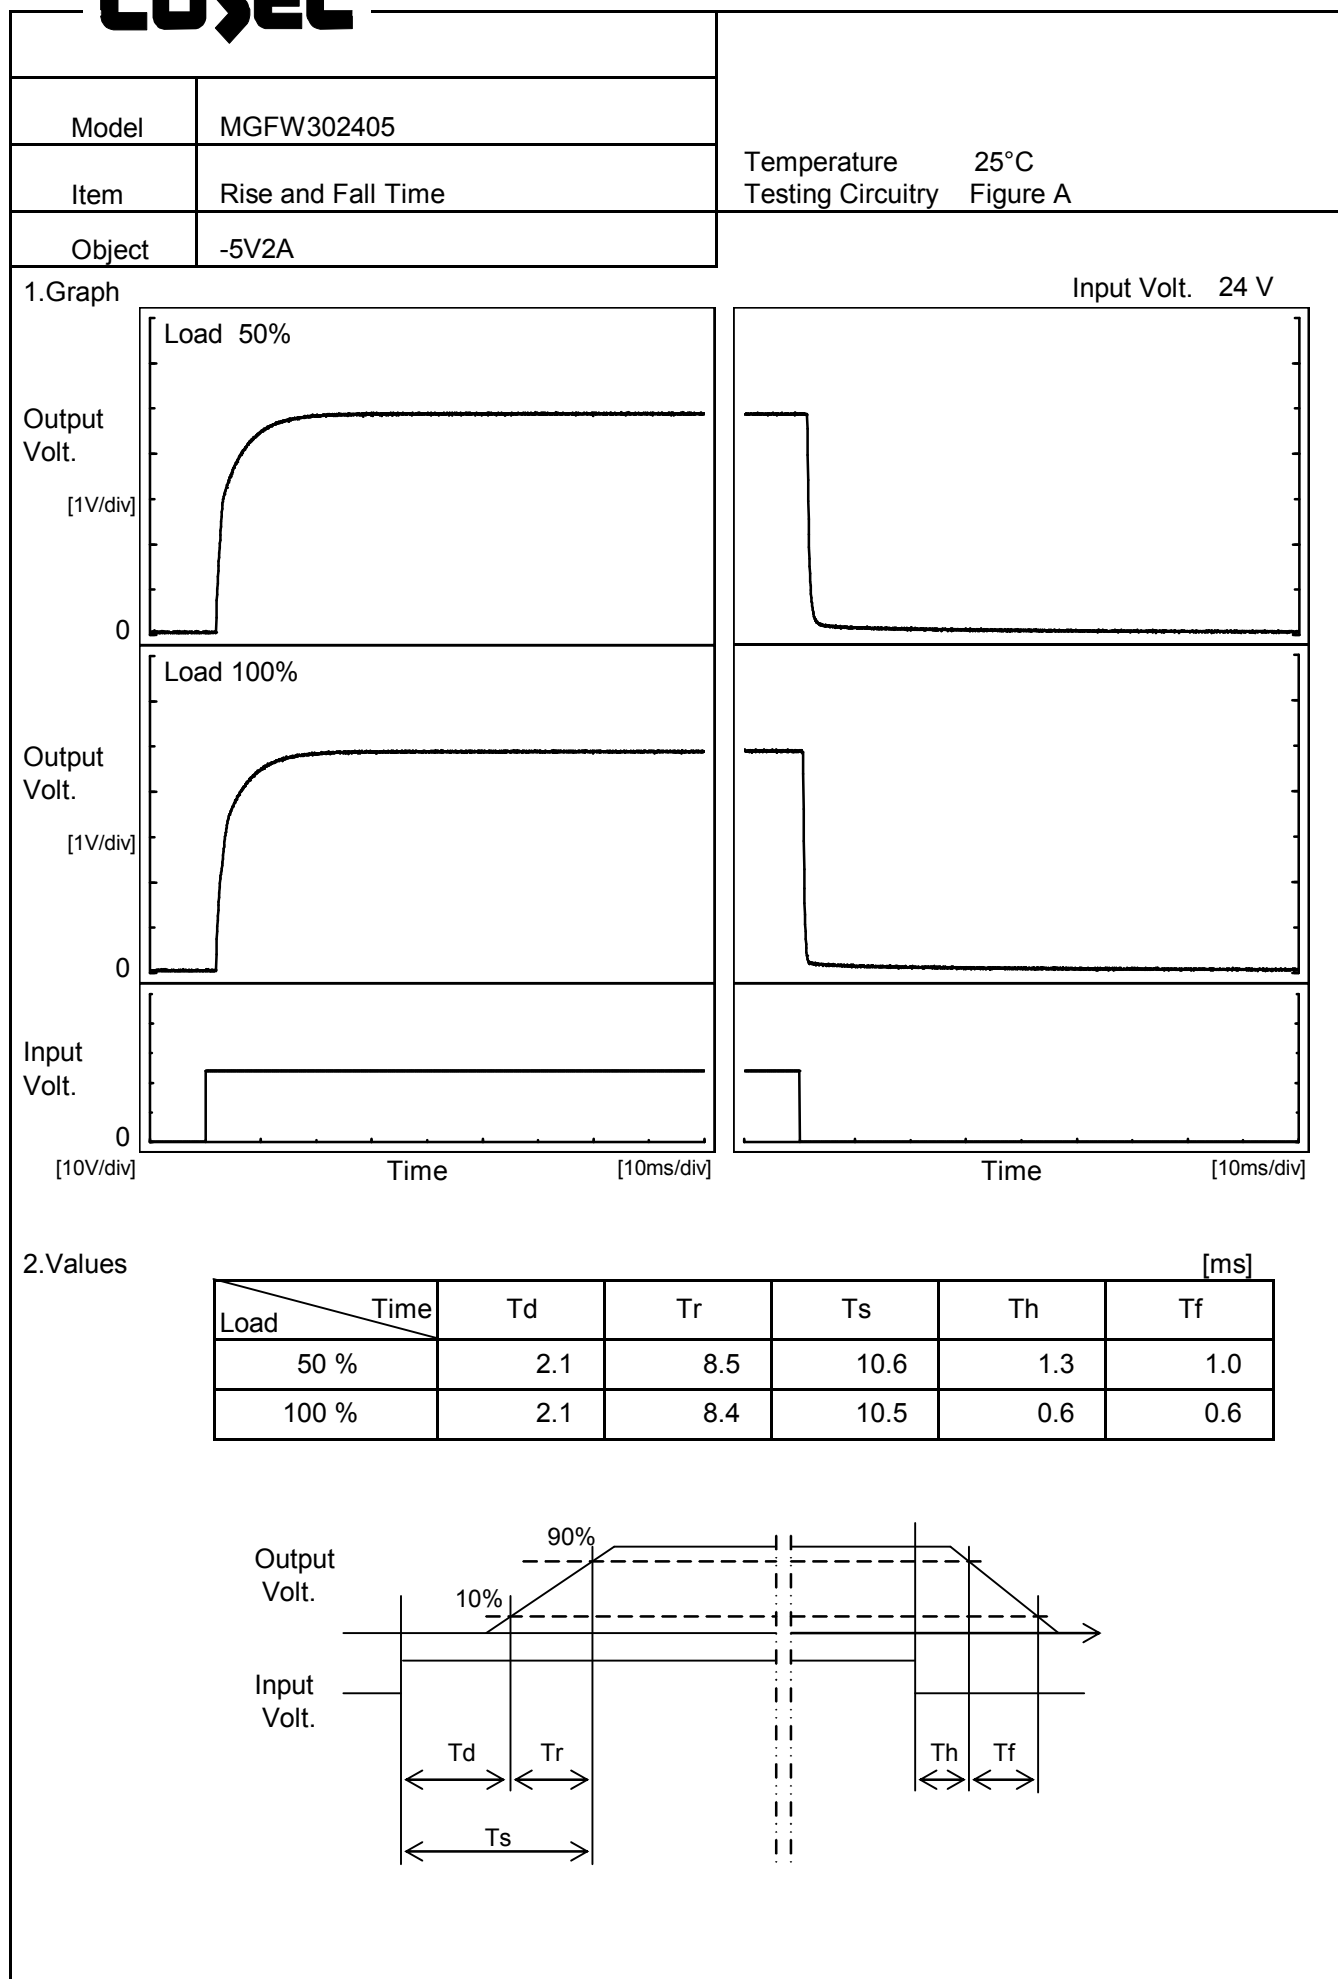 COSEL
Model MGFW302405
Temperature 25°C
Item Rise and Fall Time Testing Circuitry Figure A
Object -5V2A
1.Graph Input Volt. 24 V
Load 50%
Output
Volt.
[1V/div]
0
Load 100%
Output
Volt.
[1V/div]
0
Input
Volt.
0
[10V/div] Time [10ms/div] Time [10ms/div]
2.Values [ms]
Time Td Tr Ts Th Tf
Load
50 % 2.1 8.5 10.6 1.3 1.0
100 % 2.1 8.4 10.5 0.6 0.6
90%
Output
Volt.
10%
Input
Volt.
Td Tr Th Tf
Ts